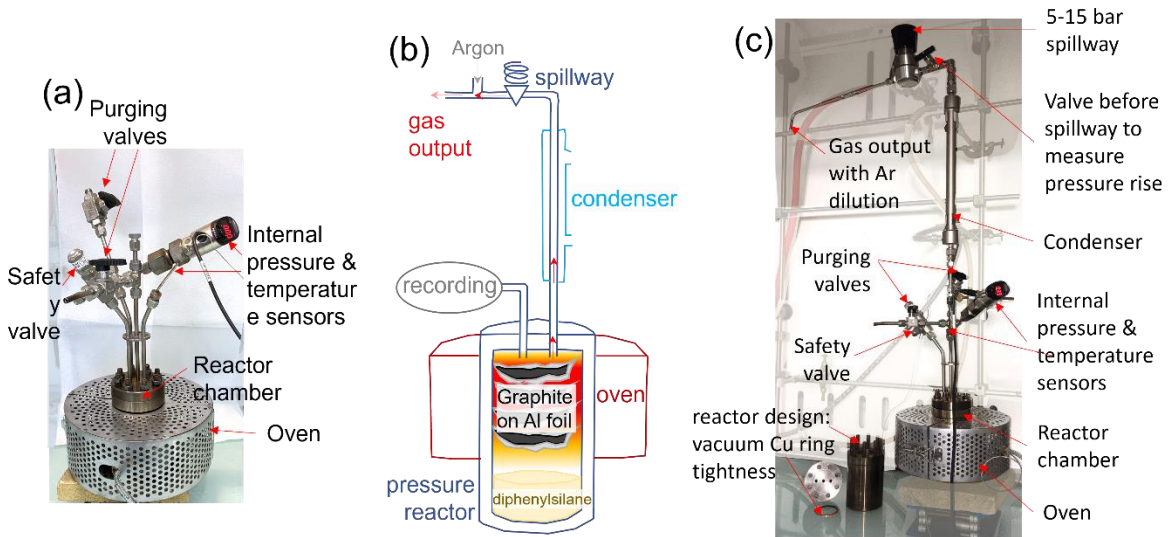 (a)
Purging
valves
Safet
y
valve
Internal
pressure &
temperatur
e sensors
Reactor
chamber
Oven
(b)
Argon
spillway
gas
output
condenser
recording
Graphite
on Al foil
oven
diphenylsilane
pressure
reactor
(c)
5-15 bar
spillway
Valve before
spillway to
measure
pressure rise
Gas output
with Ar
dilution
Condenser
Purging
valves
Safety
valve
Internal
pressure &
temperature
sensors
reactor design:
vacuum Cu ring
tightness
Reactor
chamber
Oven